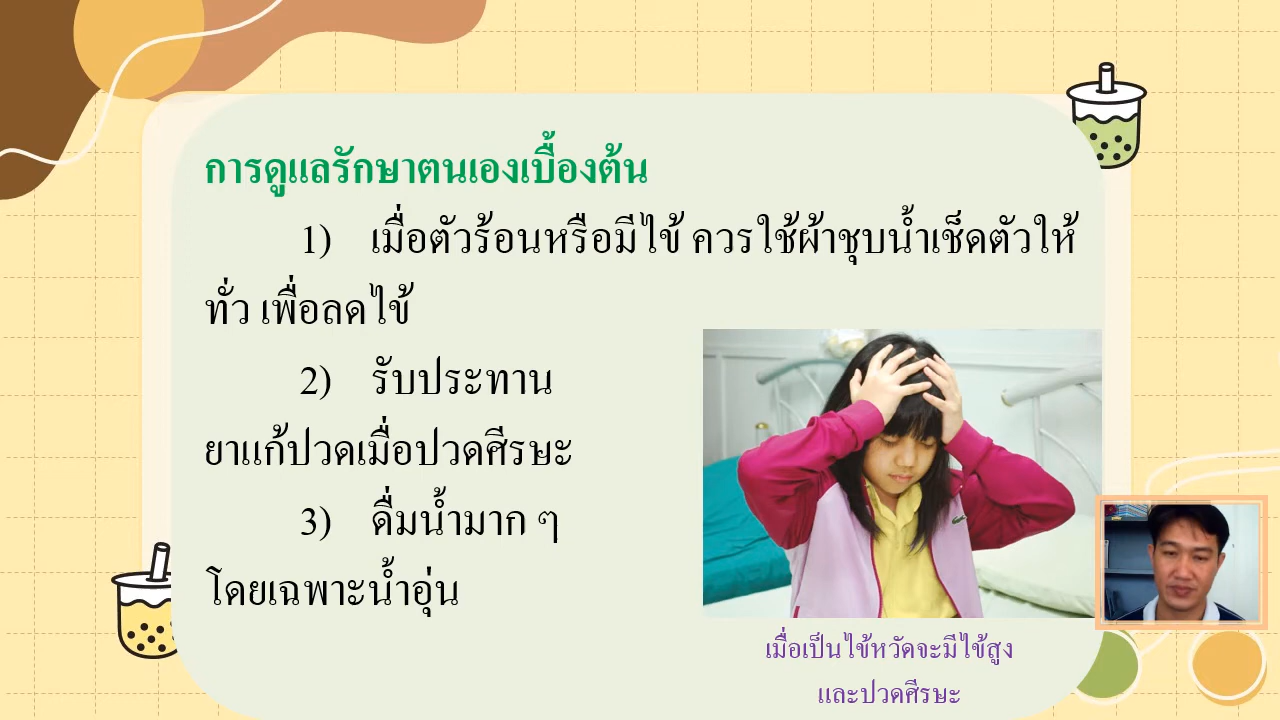 การดูแลรักษาตนเองเบื้องต้น
1) เมื่อตัวร้อนหรือมีไข้ ควรใช้ผ้าชุบน้ำเช็ดตัวให้
ทั่ว เพื่อลดไข้
2) รับประทาน
ยาแก้ปวดเมื่อปวดศีรษะ
3) ดื่มน้ำมาก ๆ
โดยเฉพาะน้ำอุ่น
เมื่อเป็นไข้หวัดจะมีไข้สูง
และปวดศีรษะ